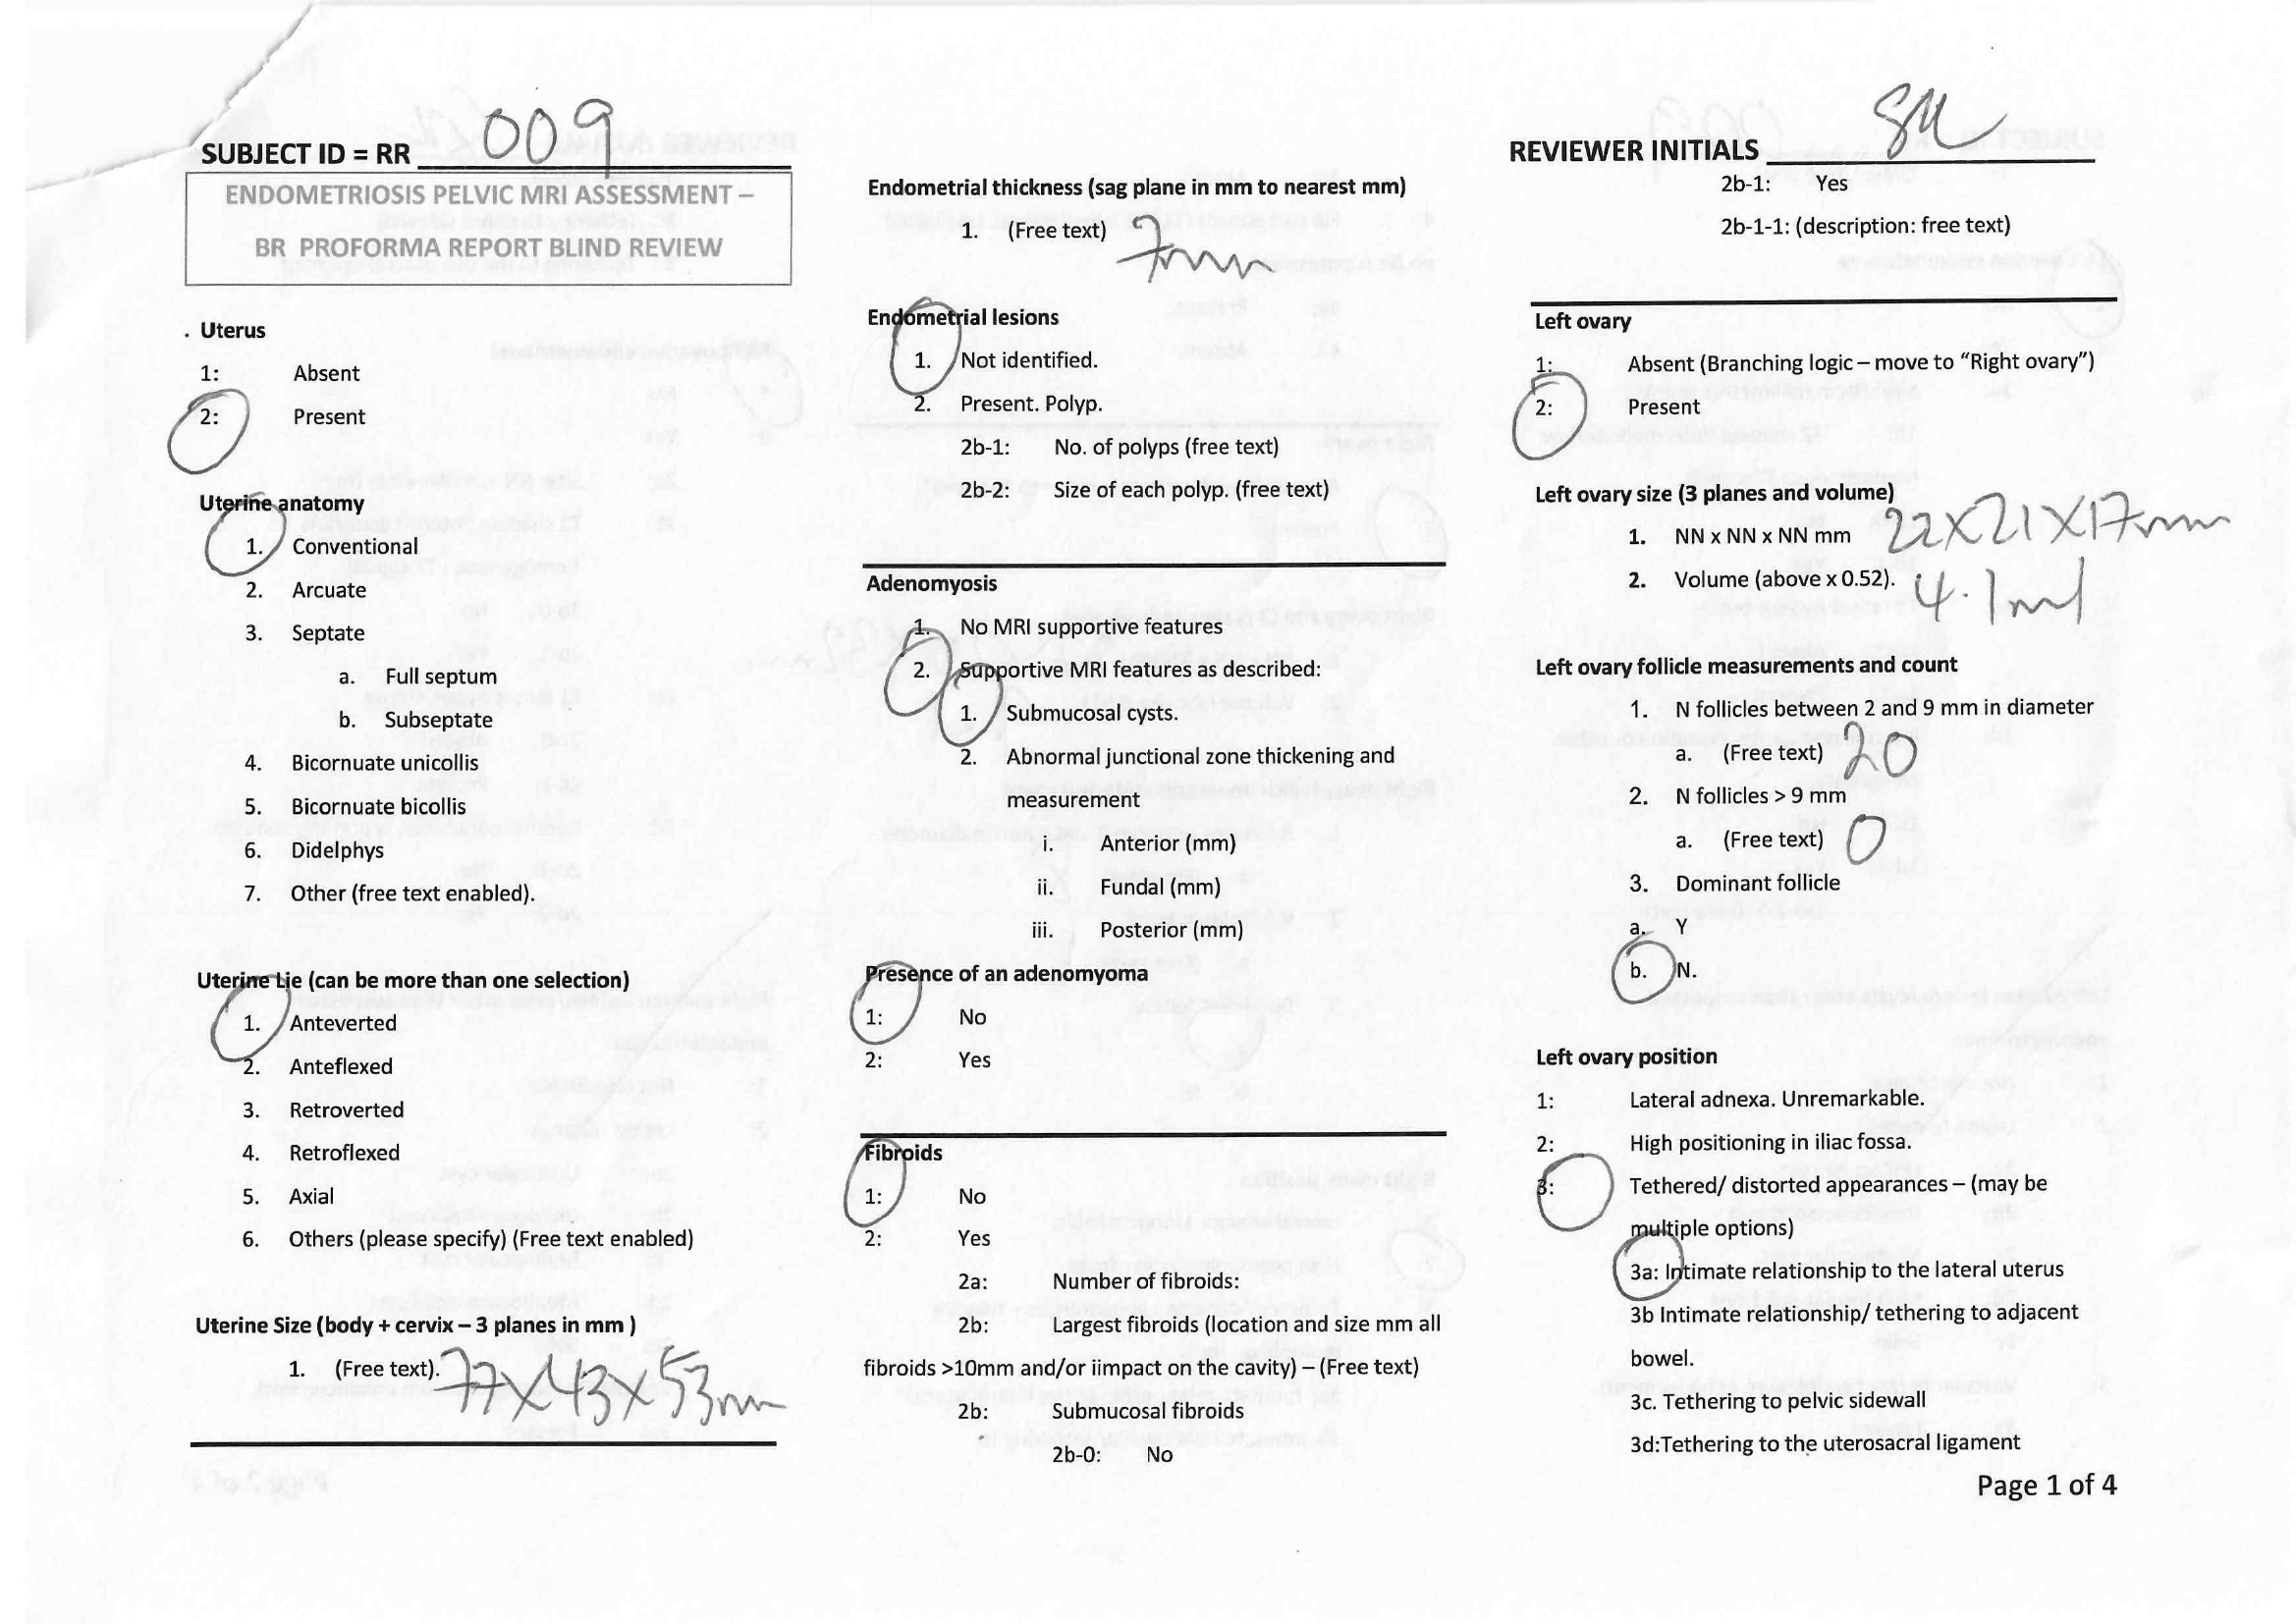 SUBJECT ID = RR 009
ENDOMETRIOSIS PELVIC MRI ASSESSMENT –
BR PROFORMA REPORT BLIND REVIEW
Uterus
1: Absent
2: Present
Uterine anatomy
1. Conventional
2. Arcuate
3. Septate
a. Full septum
b. Subseptate
4. Bicornuate unicollis
5. Bicornuate bicollis
6. Didelphys
7. Other (free text enabled).
Uterine Lie (can be more than one selection)
1. Anteverted
2. Anteflexed
3. Retroverted
4. Retroflexed
5. Axial
6. Others (please specify) (Free text enabled)
Uterine Size (body + cervix – 3 planes in mm )
1. (Free text). 77x43x53mm
Endometrial thickness (sag plane in mm to nearest mm)
1. (Free text) 7mm
Endometrial lesions
1. Not identified.
2. Present. Polyp.
2b-1: No. of polyps (free text)
2b-2: Size of each polyp. (free text)
Adenomyosis
1. No MRI supportive features
2. Supportive MRI features as described:
1. Submucosal cysts.
2. Abnormal junctional zone thickening and
measurement
i. Anterior (mm)
ii. Fundal (mm)
iii. Posterior (mm)
Presence of an adenomyoma
1: No
2: Yes
Fibroids
1: No
2: Yes
2a: Number of fibroids:
2b: Largest fibroids (location and size mm all
fibroids >10mm and/or iimpact on the cavity) – (Free text)
2b: Submucosal fibroids
2b-0: No
REVIEWER INITIALS SM
2b-1: Yes
2b-1-1: (description: free text)
Left ovary
1: Absent (Branching logic – move to “Right ovary”)
2: Present
Left ovary size (3 planes and volume)
1. NN x NN x NN mm 22x21x17mm
2. Volume (above x 0.52). 4.1ml
Left ovary follicle measurements and count
1. N follicles between 2 and 9 mm in diameter
a. (Free text) 20
2. N follicles > 9 mm
a. (Free text) 0
3. Dominant follicle
a. Y
b. N.
Left ovary position
1: Lateral adnexa. Unremarkable.
2: High positioning in iliac fossa.
3: Tethered/ distorted appearances – (may be
multiple options)
3a: Intimate relationship to the lateral uterus
3b Intimate relationship/ tethering to adjacent
bowel.
3c. Tethering to pelvic sidewall
3d:Tethering to the uterosacral ligament
Page 1 of 4